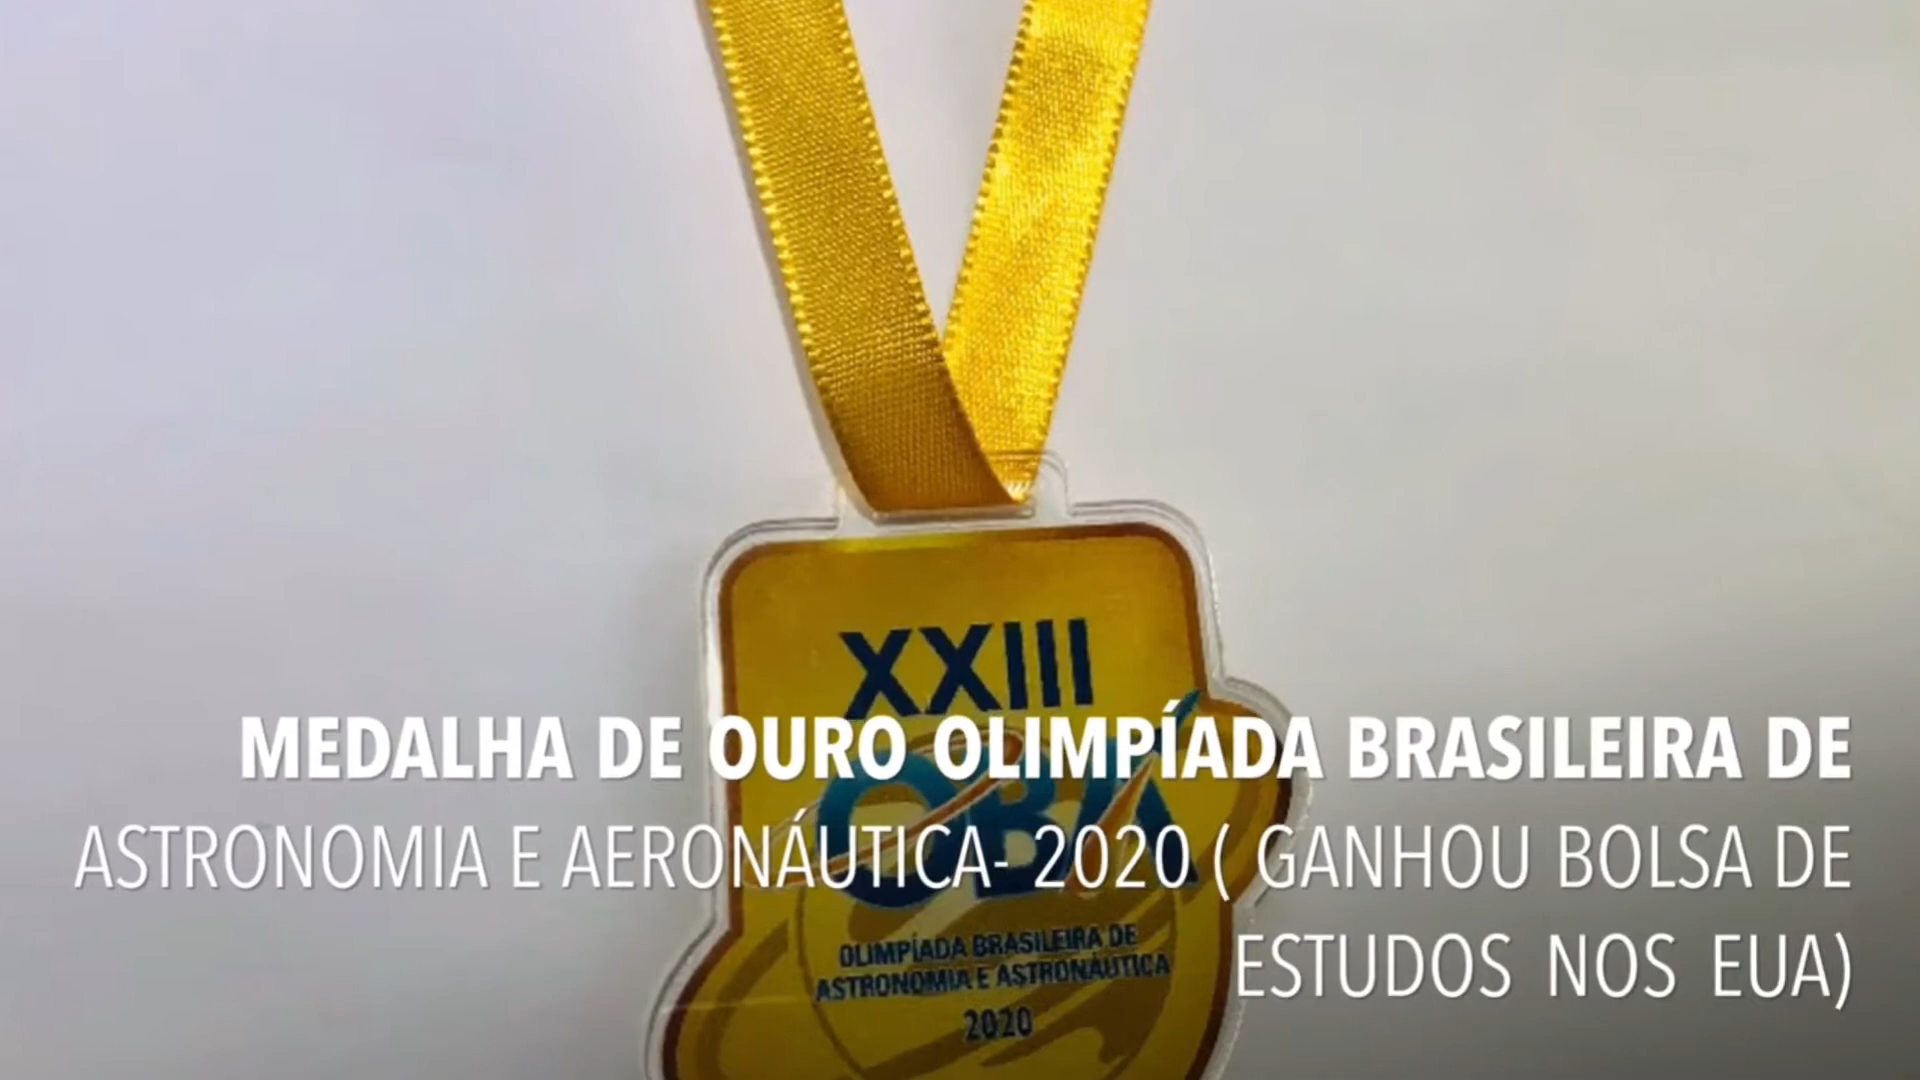 XXIII
MEDALHA DE OURO OLIMPÍADA BRASILEIRA DE
OBA
ASTRONOMIA E AERONÁUTICA- 2020 ( GANHOU BOLSA DE
OLIMPÍADA BRASILEIRA DE
ESTUDOS NOS EUA)
ASTRONOMIA E ASTRONÁUTICA
2020